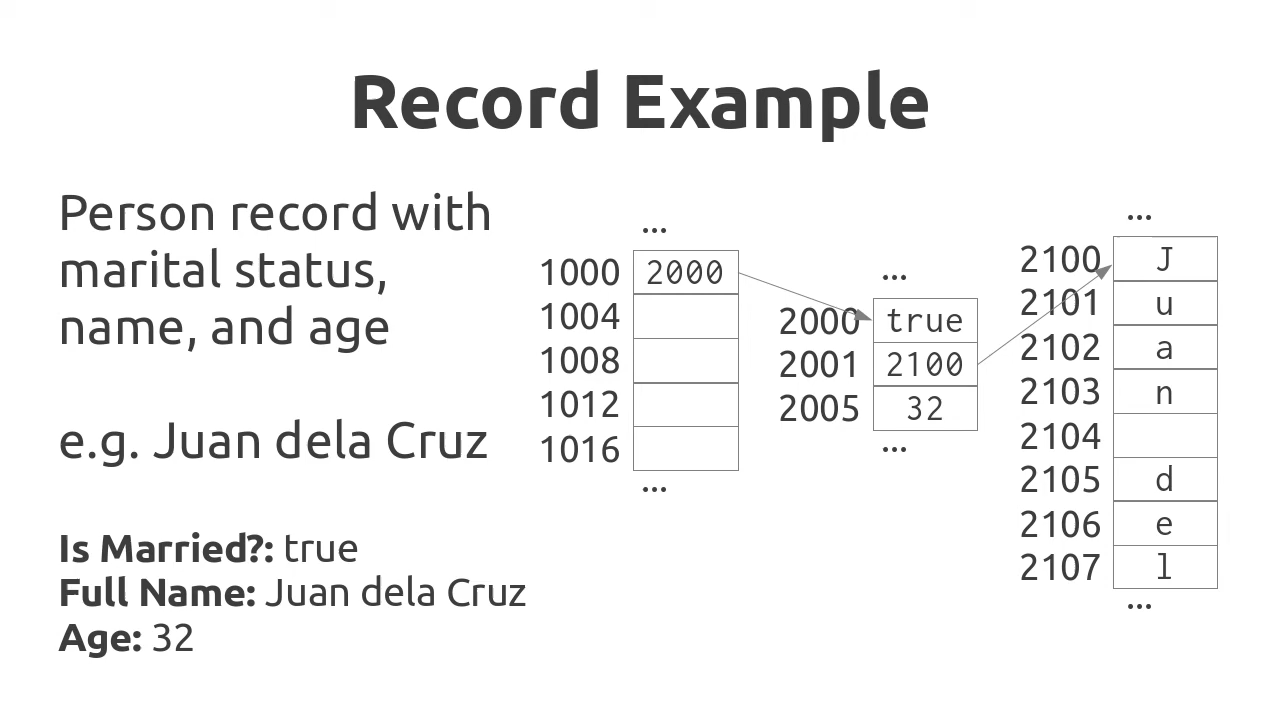 Record Example
Person record with
marital status,
name, and age
e.g. Juan dela Cruz
Is Married?: true
Full Name: Juan dela Cruz
Age: 32
...
1000 2000
1004
1008
1012
1016
...
...
2000 true
2001 2100
2005 32
...
...
2100 J
2101 u
2102 a
2103 n
2104
2105 d
2106 e
2107 l
...